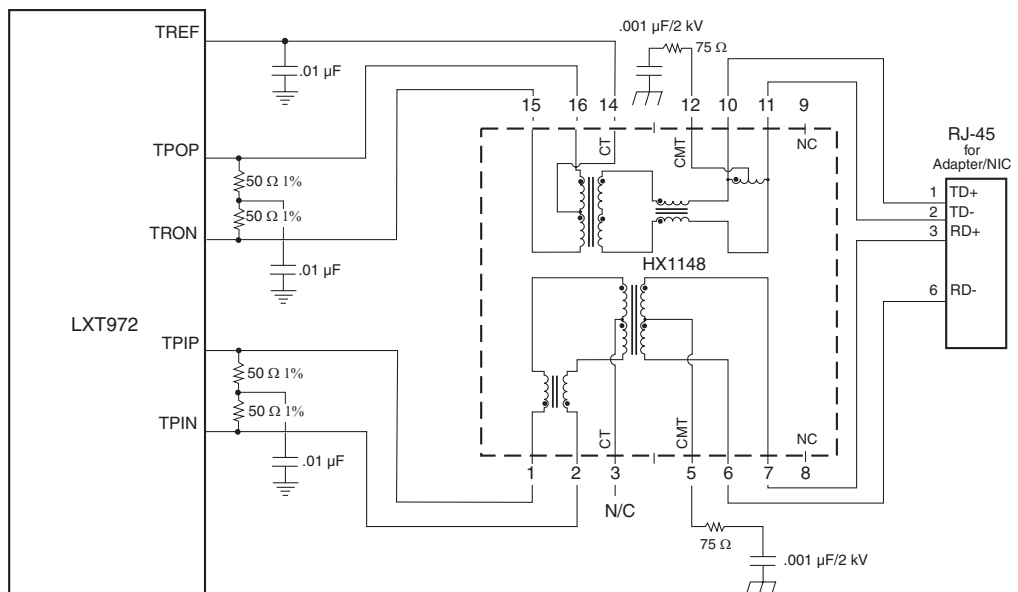 TREF
.01 µF
.001 µF/2 kV
75 Ω
15 16 14 12 10 11 9
CT
CMT
NC
RJ-45
for
Adapter/NIC
TPOP
50 Ω 1%
50 Ω 1%
TRON
.01 µF
1 TD+
2 TD-
3 RD+
6 RD-
HX1148
LXT972
TPIP
50 Ω 1%
50 Ω 1%
TPIN
.01 µF
CT
CMT
NC
1 2 3 5 6 7 8
N/C
75 Ω
.001 µF/2 kV